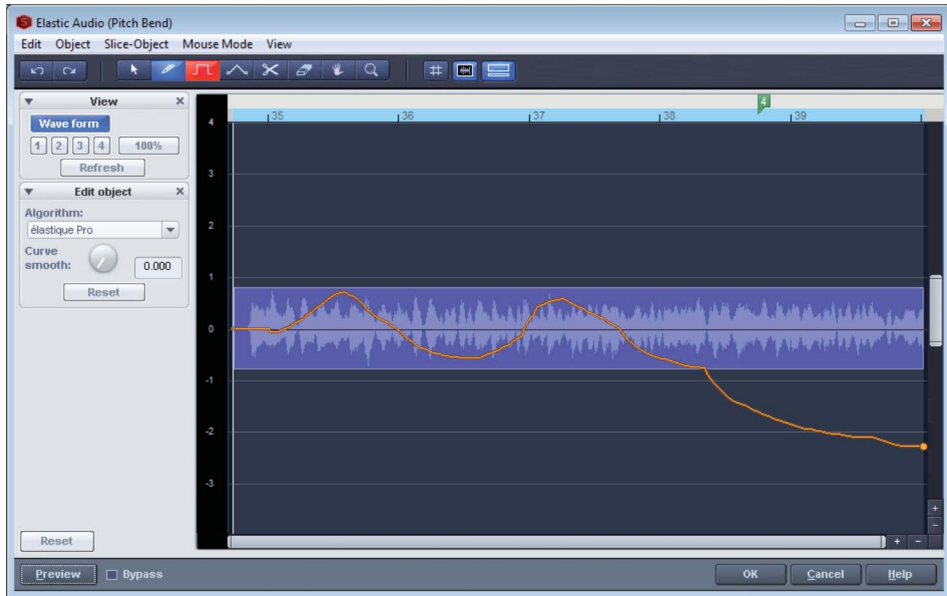 Elastic Audio (Pitch Bend)
Edit Object Slice-Object Mouse Mode View
View
Wave form
1 2 3 4 100%
Refresh
Edit object
Algorithm:
élastique Pro
Curve
smooth: 0.000
Reset
4
35 36 37 38 39
4
3
2
1
0
-1
-2
-3
Reset
Preview Bypass OK Cancel Help